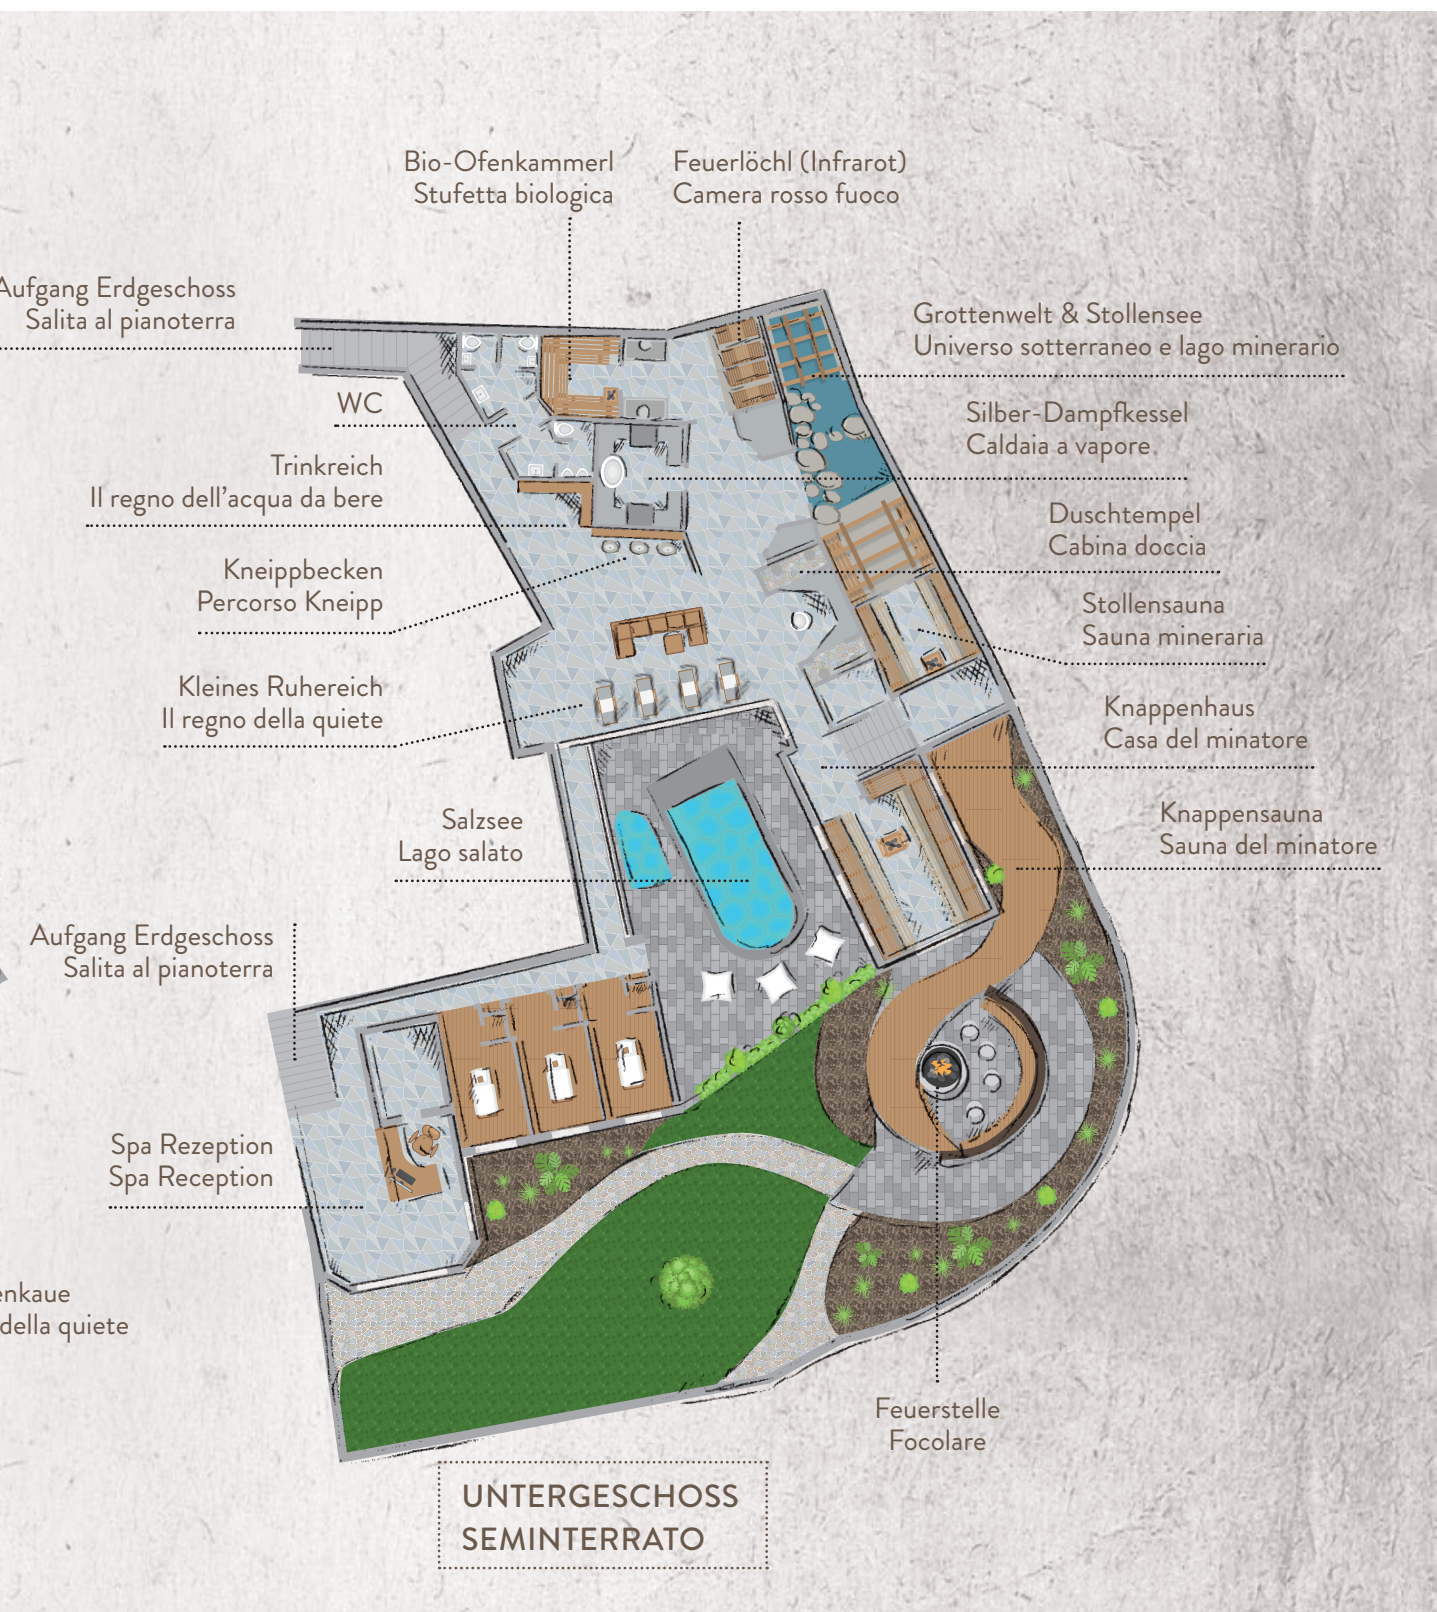 Bio-Ofenkammerl
Stufetta biologica
Feuerlöchl (Infrarot)
Camera rosso fuoco
Aufgang Erdgeschoss
Salita al pianoterra
Grottenwelt & Stollensee
Universo sotterraneo e lago minerario
WC
Silber-Dampfkessel
Caldaia a vapore
Trinkreich
Il regno dell'acqua da bere
Duschtempel
Cabina doccia
Kneippbecken
Percorso Kneipp
Stollensauna
Sauna mineraria
Kleines Ruhereich
Il regno della quiete
Knappenhaus
Casa del minatore
Salzsee
Lago salato
Knappensauna
Sauna del minatore
Aufgang Erdgeschoss
Salita al pianoterra
Spa Rezeption
Spa Reception
enkaue
della quiete
Feuerstelle
Focolare
UNTERGESCHOSS
SEMINTERRATO